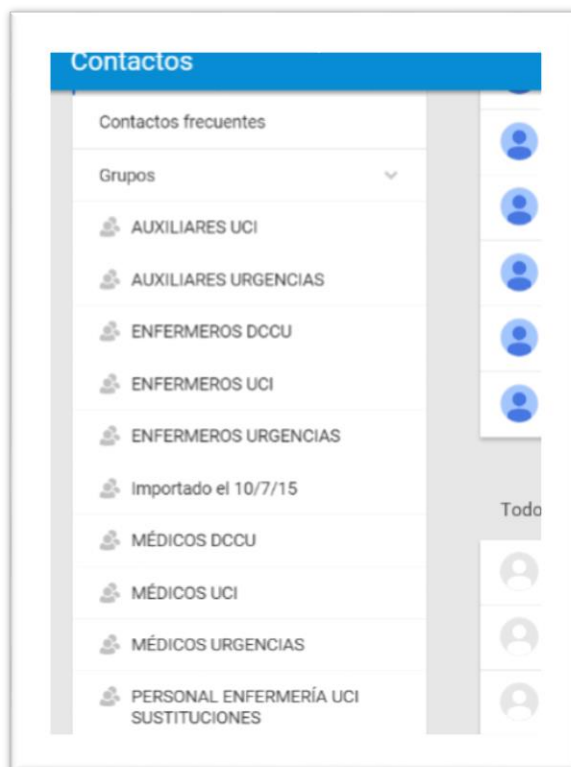 Contactos
Contactos frecuentes
Grupos
AUXILIARES UCI
AUXILIARES URGENCIAS
ENFERMEROS DCCU
ENFERMEROS UCI
ENFERMEROS URGENCIAS
Importado el 10/7/15
MÉDICOS DCCU
MÉDICOS UCI
MÉDICOS URGENCIAS
PERSONAL ENFERMERÍA UCI
SUSTITUCIONES
Todo